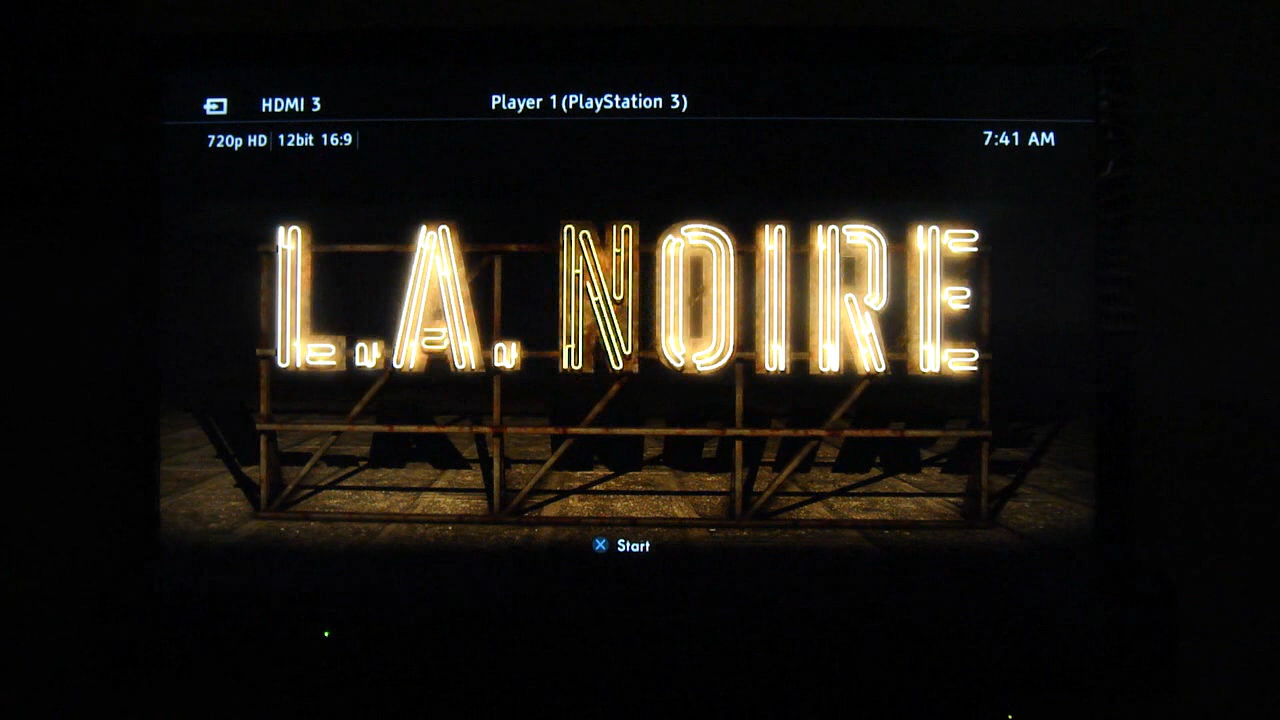 HDMI 3 Player 1(PlayStation 3)
720p HD 12bit 16:9 7:41 AM
L.A. NOIRE
Start